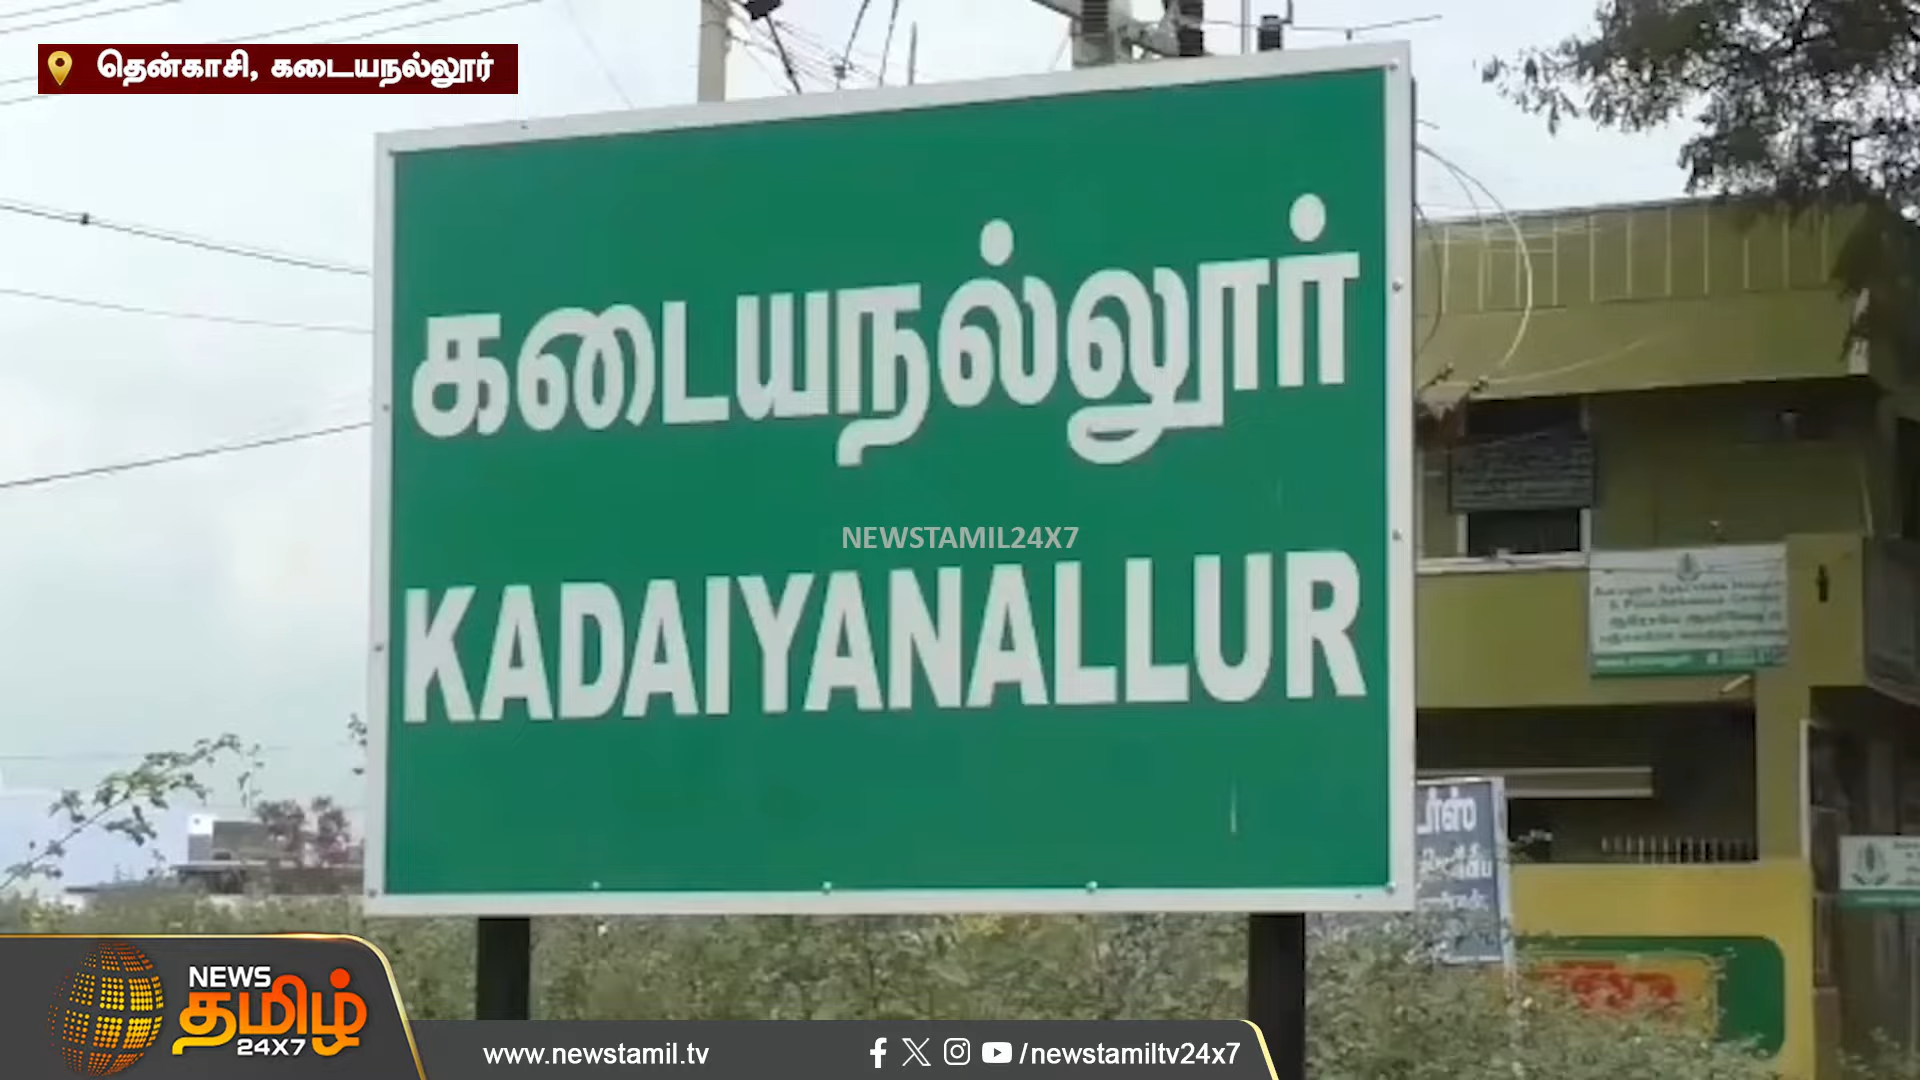 தென்காசி, கடையநல்லூர்
கடையநல்லூர்
NEWSTAMIL24X7
KADAIYANALLUR
NEWS
தமிழ்
24X7
www.newstamil.tv
/newstamiltv24x7